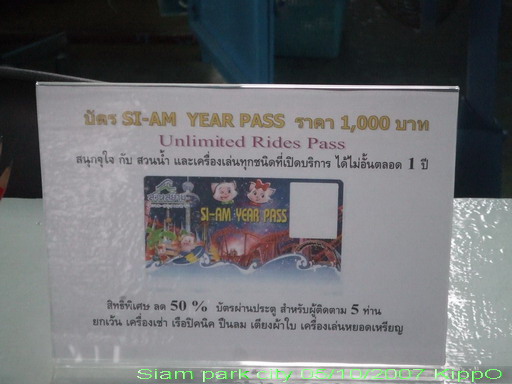 บัตร SI-AM YEAR PASS ราคา 1,000 บาท
Unlimited Rides Pass
สนุกจุใจ กับ สวนน้ำ และเครื่องเล่นทุกชนิดที่เปิดบริการ ได้ไม่อั้นตลอด 1 ปี
SI-AM YEAR PASS
สิทธิ์พิเศษ ลด 50 % บัตรผ่านประตู สำหรับผู้ติดตาม 5 ท่าน
ยกเว้น เครื่องเช่า เรือปิคนิค ปืนลม เตียงผ้าใบ เครื่องเล่นหยอดเหรียญ
Siam park city 05/10/2007 KippO